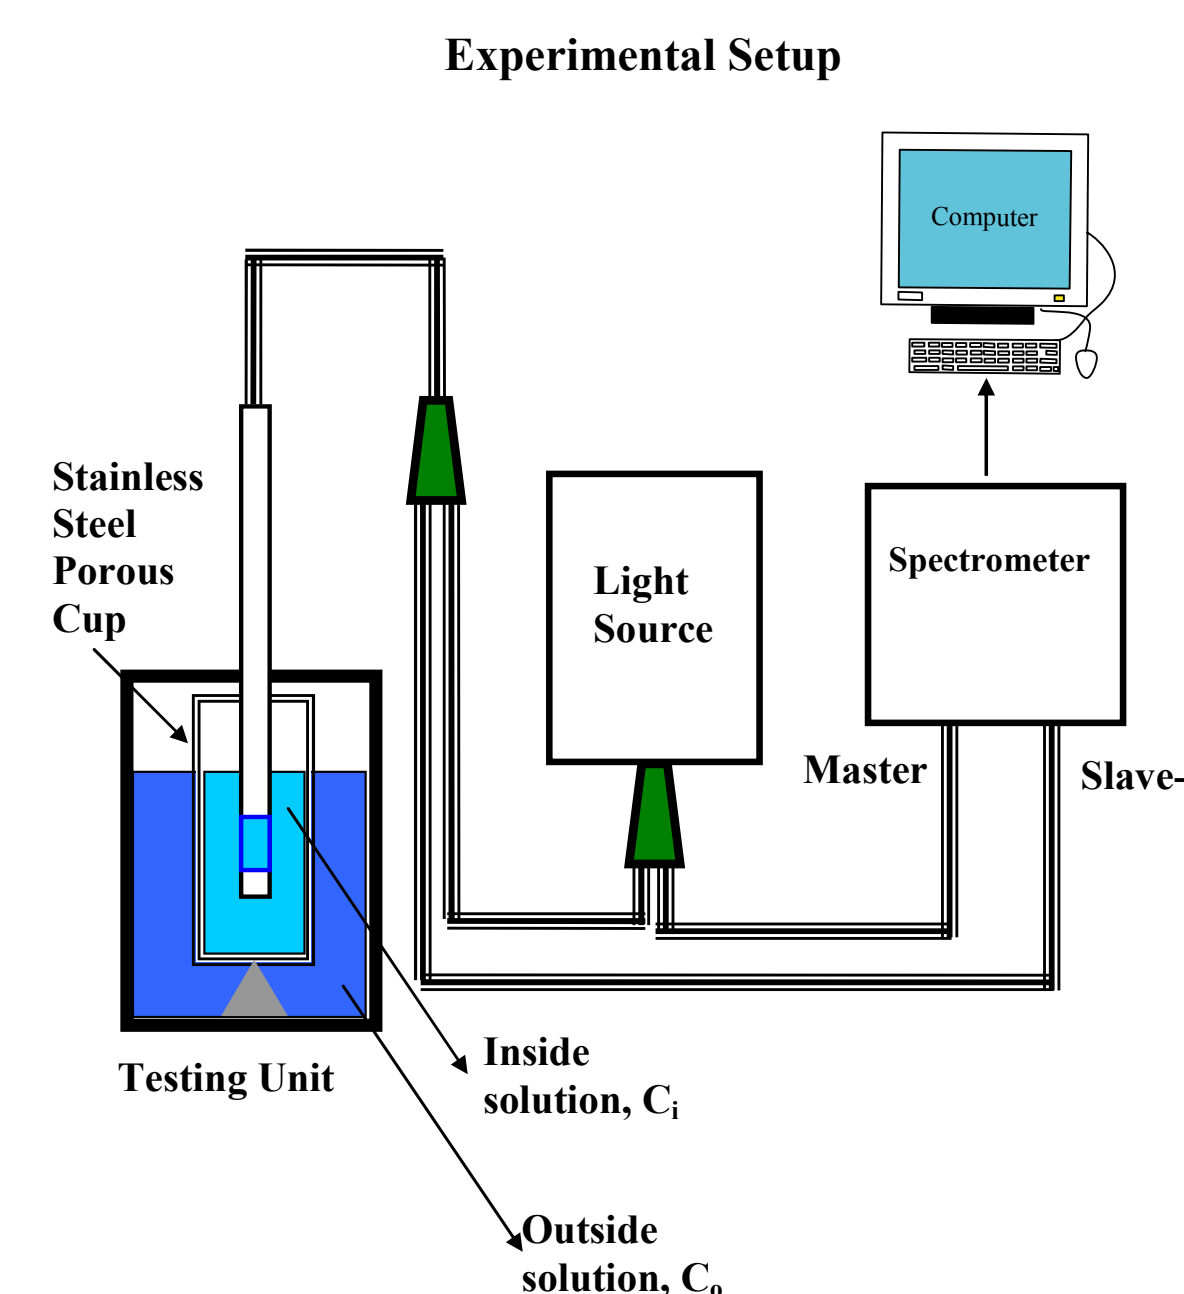 Experimental Setup
Computer
Stainless
Steel
Porous
Cup
Light
Source
Spectrometer
Master
Slave-
Testing Unit
Inside
solution, Cᵢ
Outside
solution, Cₒ